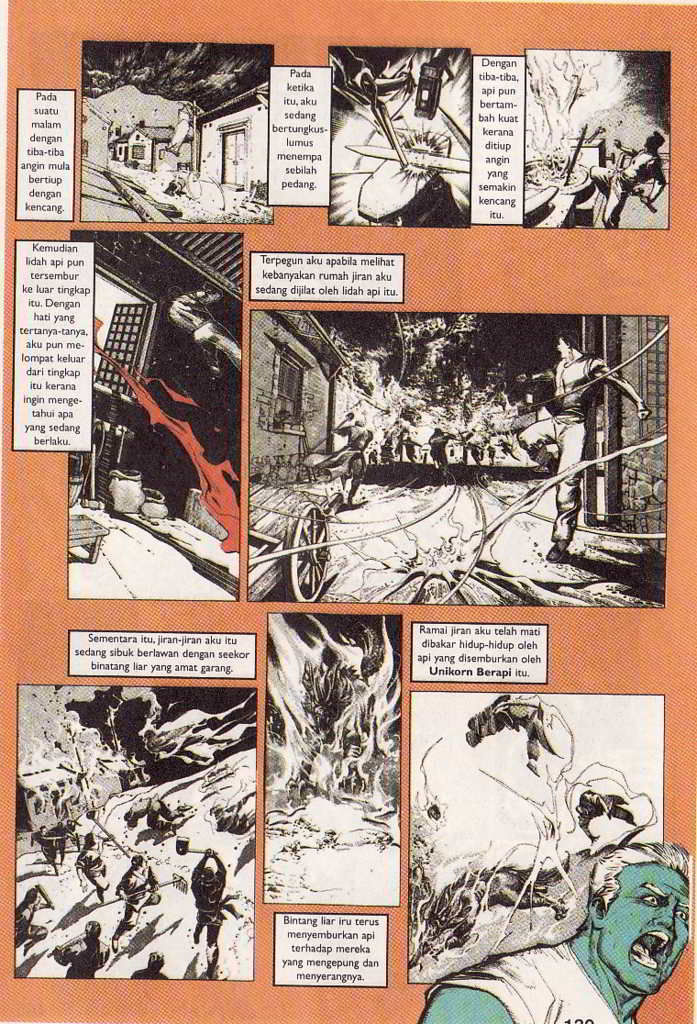 Pada
suatu
malam
dengan
tiba-tiba
angin mula
bertiup
dengan
kencang.
Pada
ketika
itu, aku
sedang
bertungkus-
lumus
menempa
sebilah
pedang.
Dengan
tiba-tiba,
api pun
bertam-
bah kuat
kerana
ditiup
angin
yang
semakin
kencang
itu.
Kemudian
lidah api pun
tersembur
ke luar tingkap
itu. Dengan
hati yang
tertanya-tanya,
aku pun me-
lompat keluar
dari tingkap
itu kerana
ingin menge-
tahui apa
yang sedang
berlaku.
Terpegun aku apabila melihat
kebanyakan rumah jiran aku
sedang dijilat oleh lidah api itu.
Sementara itu, jiran-jiran aku itu
sedang sibuk berlawan dengan seekor
binatang liar yang amat garang.
Bintang liar iru terus
menyemburkan api
terhadap mereka
yang mengepung dan
menyerangnya.
Ramai jiran aku telah mati
dibakar hidup-hidup oleh
api yang disemburkan oleh
Unikorn Berapi itu.